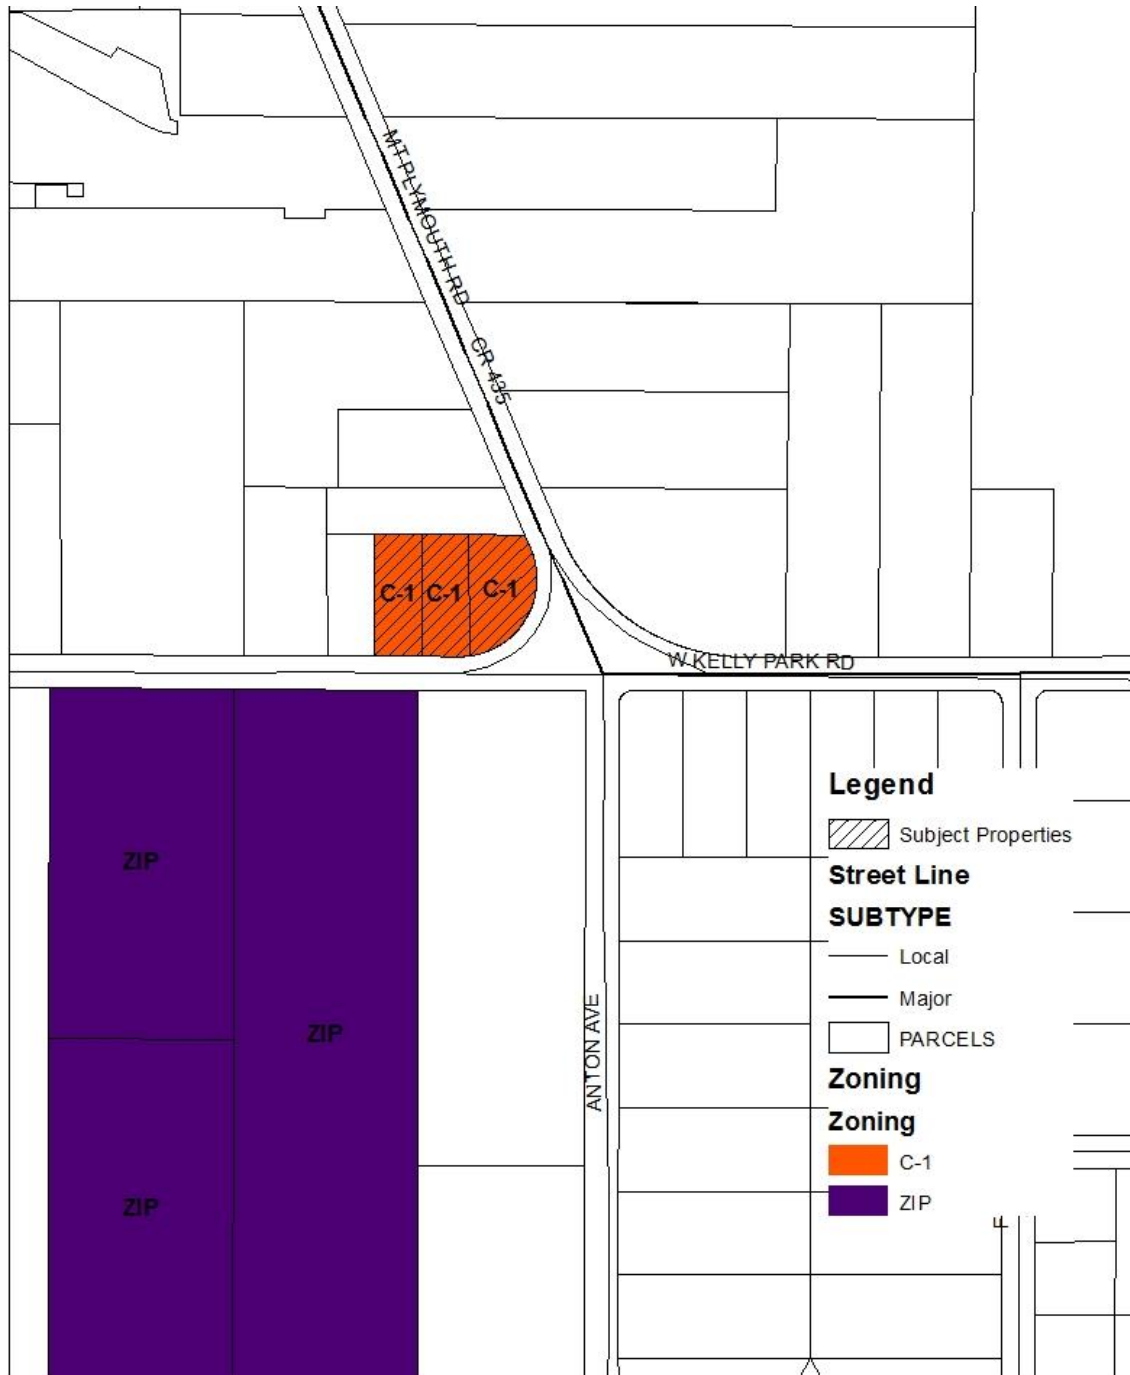 MT PLYMOUTH RD
CR 435
C-1
C-1
C-1
W KELLY PARK RD
ZIP
ZIP
ZIP
ANTON AVE
Legend
Subject Properties
Street Line
SUBTYPE
Local
Major
PARCELS
Zoning
Zoning
C-1
ZIP